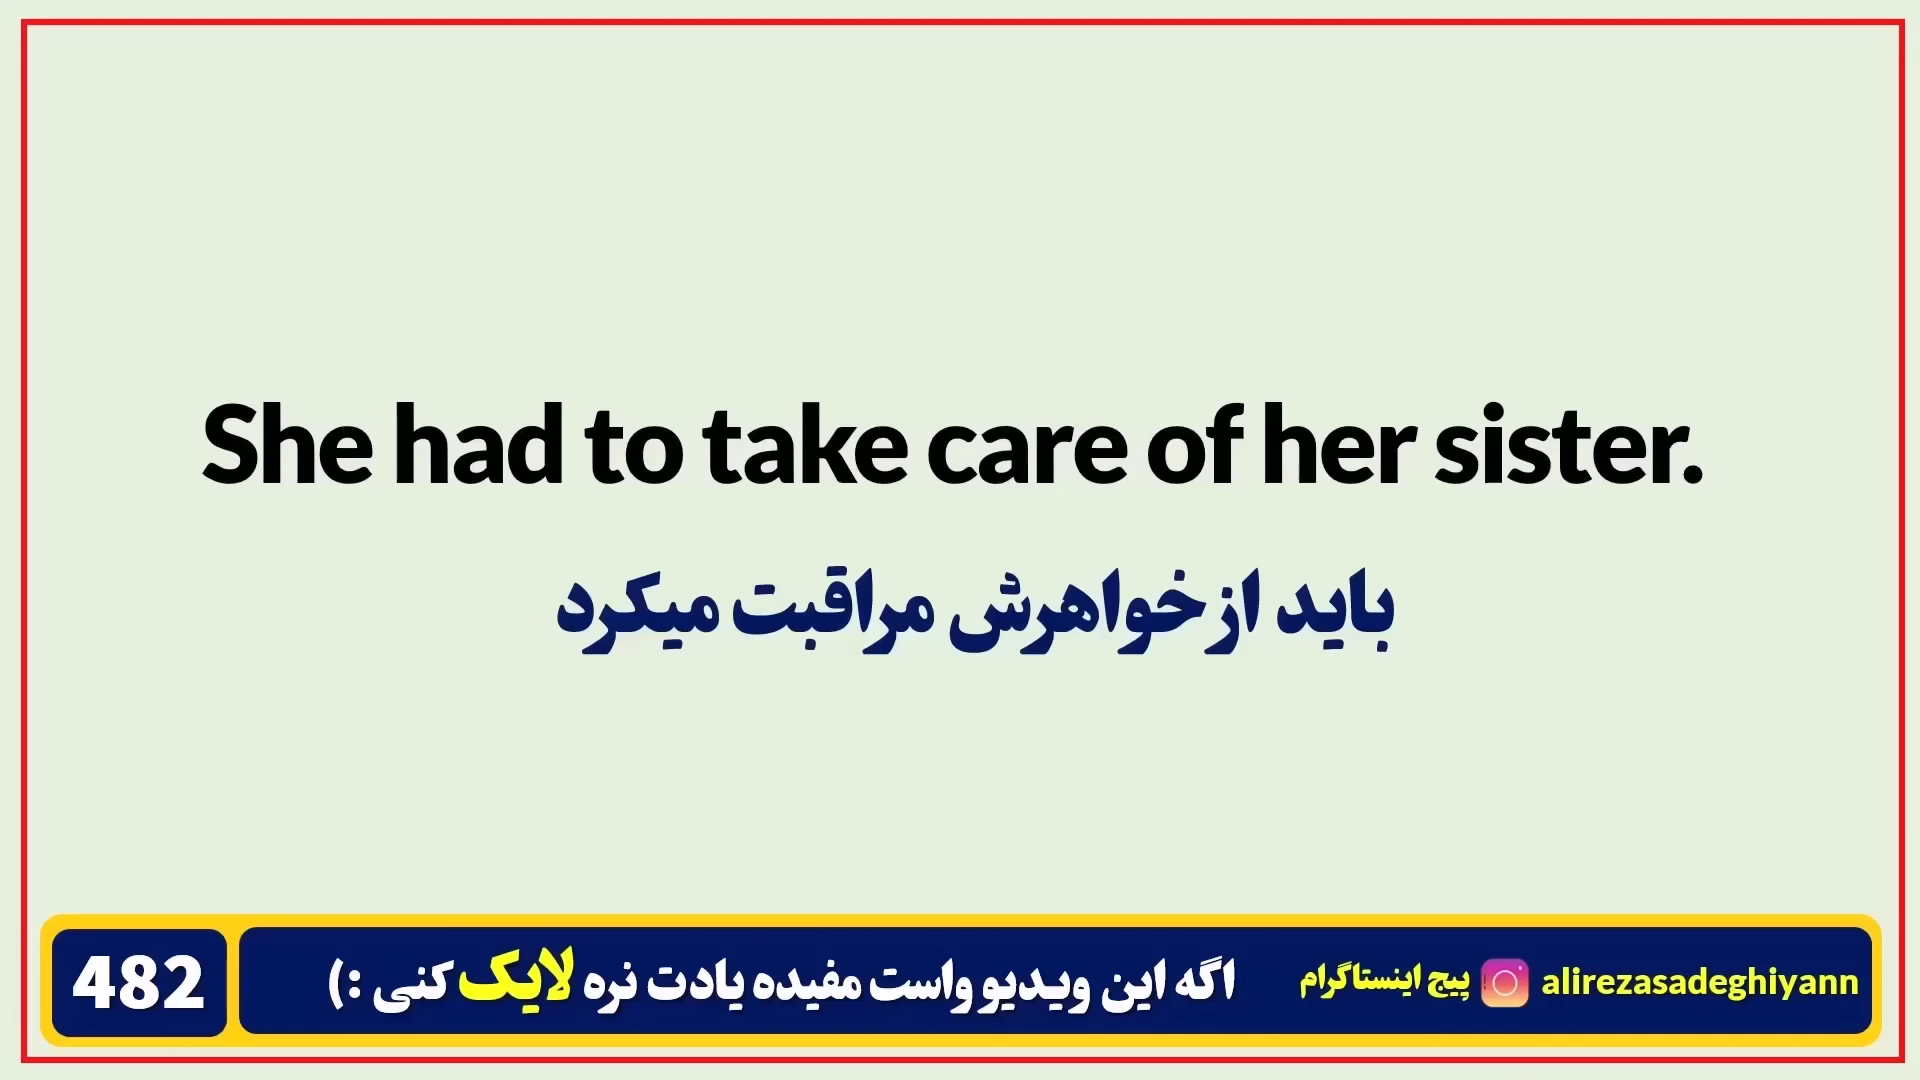 She had to take care of her sister.
باید از خواهرش مراقبت میکرد
482
اگه این ویدیو واست مفیده یادت نره لایک کنی :)
پیج اینستاگرام alirezasadeghiyann